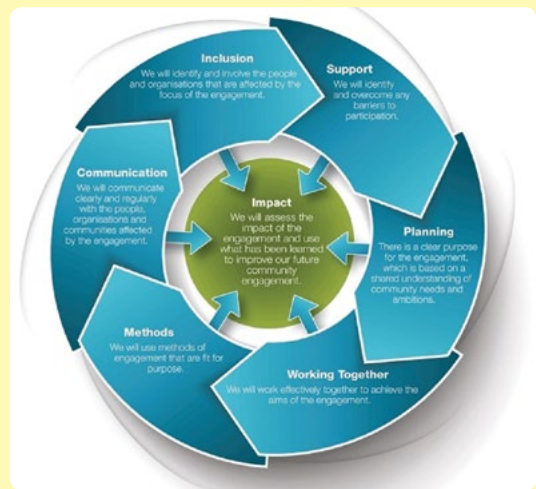 Inclusion
We will identify and involve the people
and organisations that are affected by the
focus of the engagement.
Support
We will identify
and overcome any
barriers to
participation.
Planning
There is a clear purpose
for the engagement,
which is based on a
shared understanding of
community needs and
ambitions.
Working Together
We will work effectively together to achieve the
aims of the engagement.
Methods
We will use methods of
engagement that are fit for
purpose.
Communication
We will communicate
clearly and regularly
with the people,
organisations and
communities affected
by the engagement.
Impact
We will assess the
impact of the
engagement and use
what has been learned
to improve our future
community
engagement.